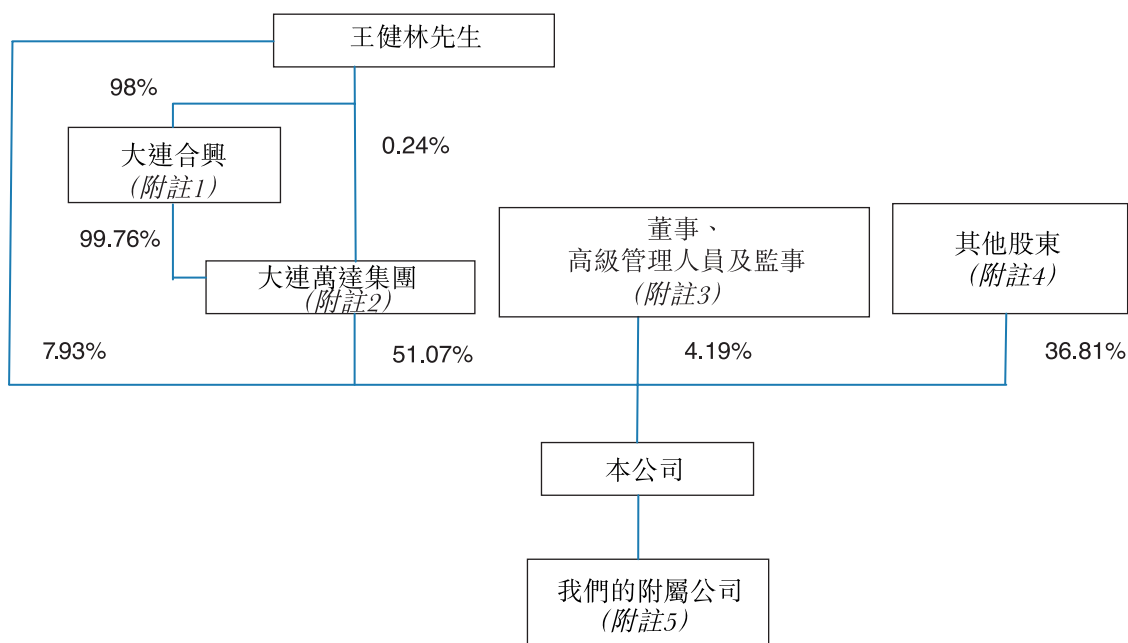 王健林先生
98%
0.24%
大連合興
(附註1)
99.76%
大連萬達集團
(附註2)
董事、
高級管理人員及監事
(附註3)
其他股東
(附註4)
7.93%
51.07%
4.19%
36.81%
本公司
我們的附屬公司
(附註5)